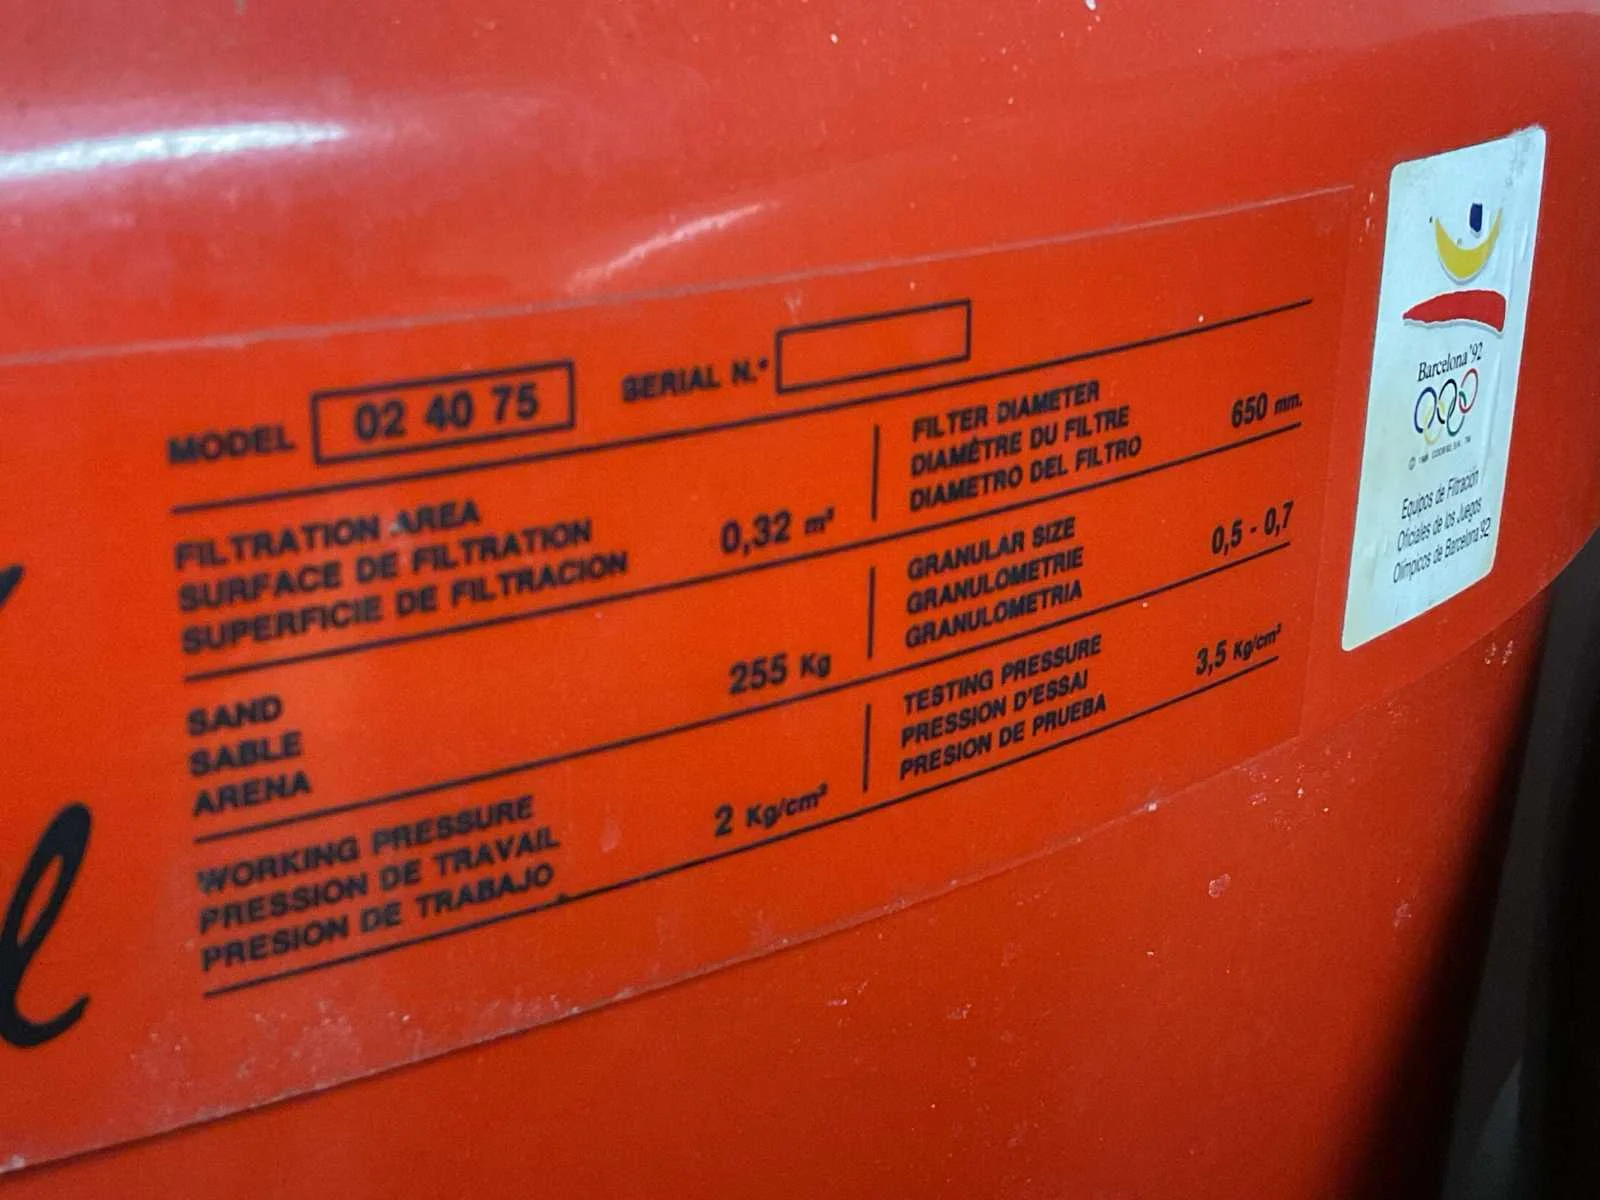 MODEL 02 40 75 SERIAL N.°
FILTRATION AREA
SURFACE DE FILTRATION 0,32 m²
SUPERFICIE DE FILTRACION
FILTER DIAMETER
DIAMÈTRE DU FILTRE 650 mm.
DIAMETRO DEL FILTRO
SAND
SABLE 255 Kg
ARENA
GRANULAR SIZE
GRANULOMETRIE 0,5 - 0,7
GRANULOMETRIA
WORKING PRESSURE
PRESSION DE TRAVAIL 2 Kg/cm²
PRESION DE TRABAJO
TESTING PRESSURE
PRESSION D'ESSAI 3,5 Kg/cm²
PRESION DE PRUEBA
Barcelona '92
Equipos de Filtración
Oficiales de los Juegos
Olímpicos de Barcelona'92